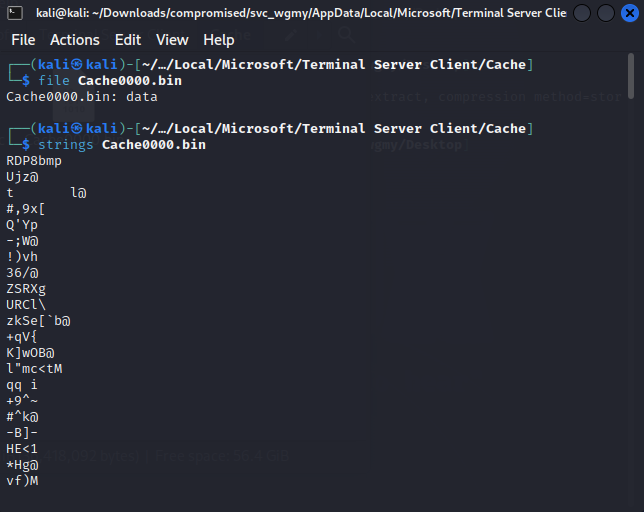 kali@kali: ~/Downloads/compromised/svc_wgmy/AppData/Local/Microsoft/Terminal Server Clie
File Actions Edit View Help
┌──(kali㉿kali)-[~/…/Local/Microsoft/Terminal Server Client/Cache]
└─$ file Cache0000.bin
Cache0000.bin: data
┌──(kali㉿kali)-[~/…/Local/Microsoft/Terminal Server Client/Cache]
└─$ strings Cache0000.bin
RDP8bmp
Ujz@
t       l@
#,9x[
Q'Yp
-;W@
!)vh
36/@
ZSRXg
URCl\
zkSe[`b@
+qV{
K]wOB@
l"mc<tM
qq i
+9^~
#^k@
-B]-
HE<1
*Hg@
vf)M